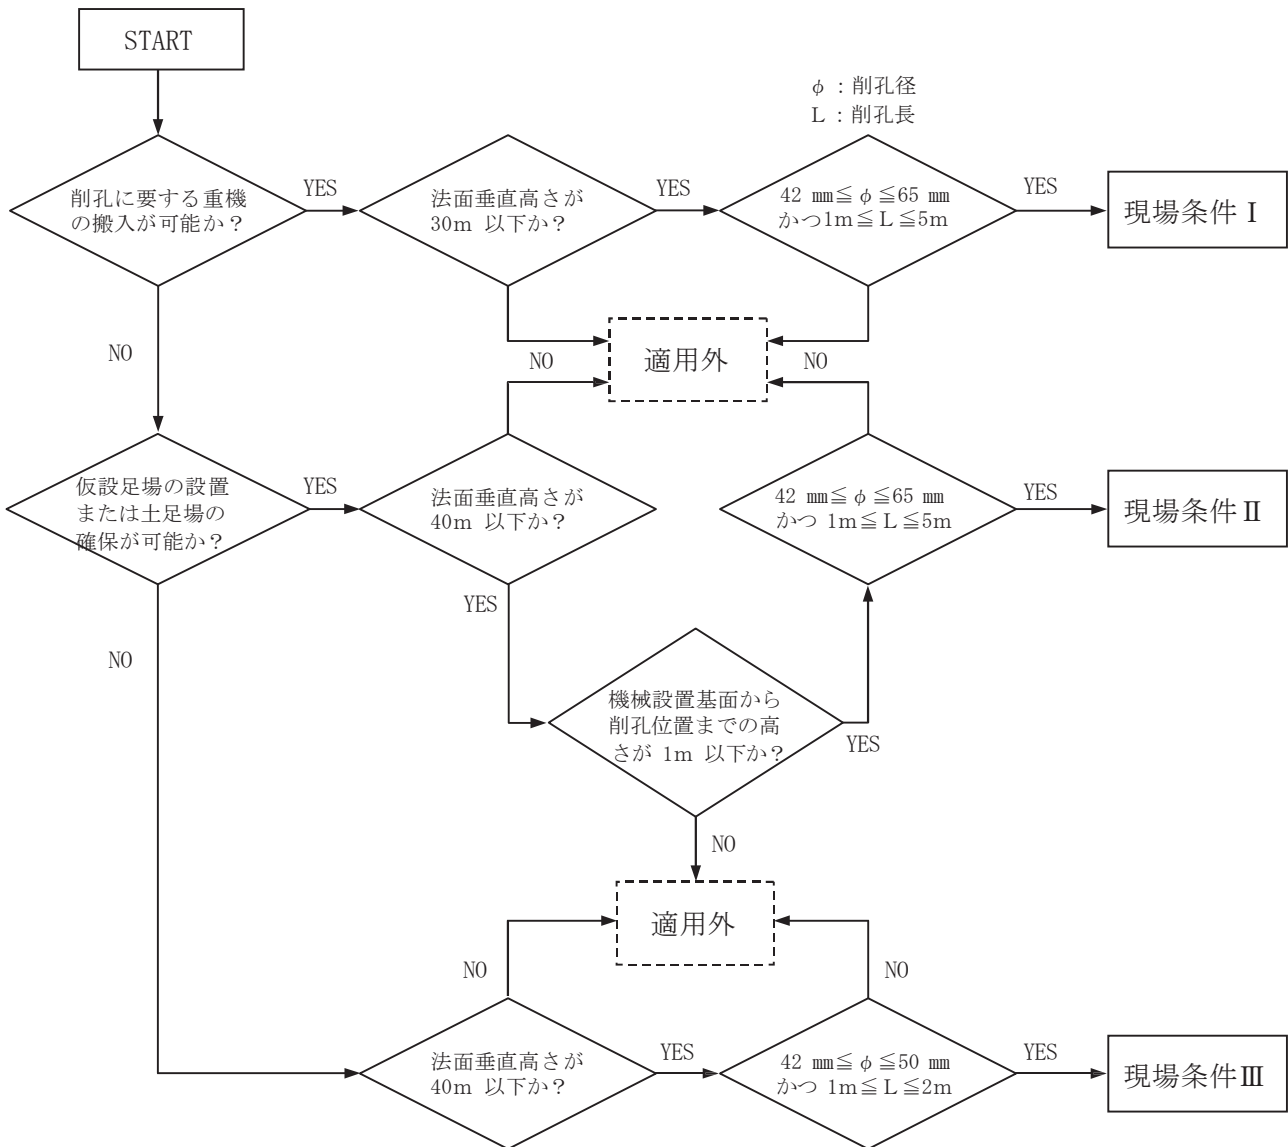 START
φ：削孔径
L：削孔長
削孔に要する重機
の搬入が可能か？
YES
法面垂直高さが
30m 以下か？
YES
42 ㎜≦φ≦65 ㎜
かつ1m≦L≦5m
YES
現場条件Ⅰ
NO
NO
適用外
NO
仮設足場の設置
または土足場の
確保が可能か？
YES
法面垂直高さが
40m 以下か？
42 ㎜≦φ≦65 ㎜
かつ 1m≦L≦5m
YES
現場条件Ⅱ
YES
NO
機械設置基面から
削孔位置までの高
さが 1m 以下か？
YES
NO
適用外
NO
NO
法面垂直高さが
40m 以下か？
YES
42 ㎜≦φ≦50 ㎜
かつ 1m≦L≦2m
YES
現場条件Ⅲ